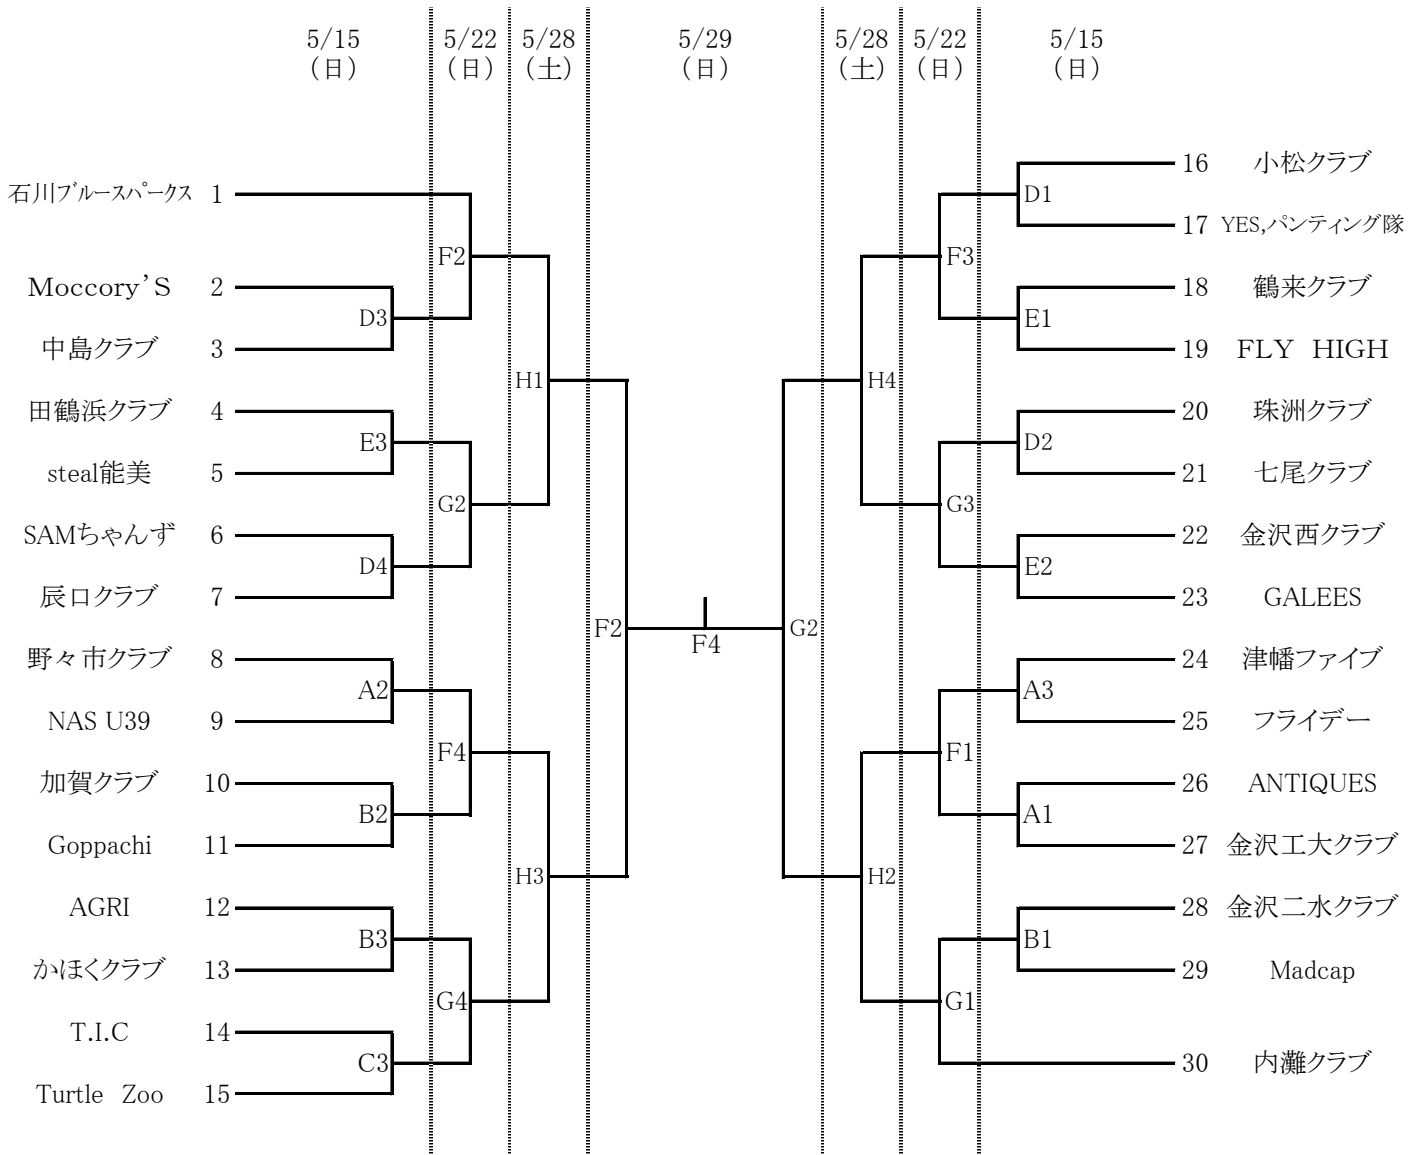 5/15 5/22 5/28 5/29 5/28 5/22 5/15
（日） （日） （土） （日） （土） （日） （日）
16 小松クラブ
石川ブルースパークス 1 D1
17 YES,パンティング隊
F2 F3
Moccory’S 2 18 鶴来クラブ
D3 E1
中島クラブ 3 19 FLY HIGH
H1 H4
田鶴浜クラブ 4 20 珠洲クラブ
E3 D2
steal能美 5 21 七尾クラブ
G2 G3
SAMちゃんず 6 22 金沢西クラブ
D4 E2
辰口クラブ 7 23 GALEES
F2 F4 G2
野々市クラブ 8 24 津幡ファイブ
A2 A3
NAS U39 9 25 フライデー
F4 F1
加賀クラブ 10 26 ANTIQUES
B2 A1
Goppachi 11 27 金沢工大クラブ
H3 H2
AGRI 12 28 金沢二水クラブ
B3 B1
かほくクラブ 13 29 Madcap
G4 G1
T.I.C 14
C3 30 内灘クラブ
Turtle Zoo 15